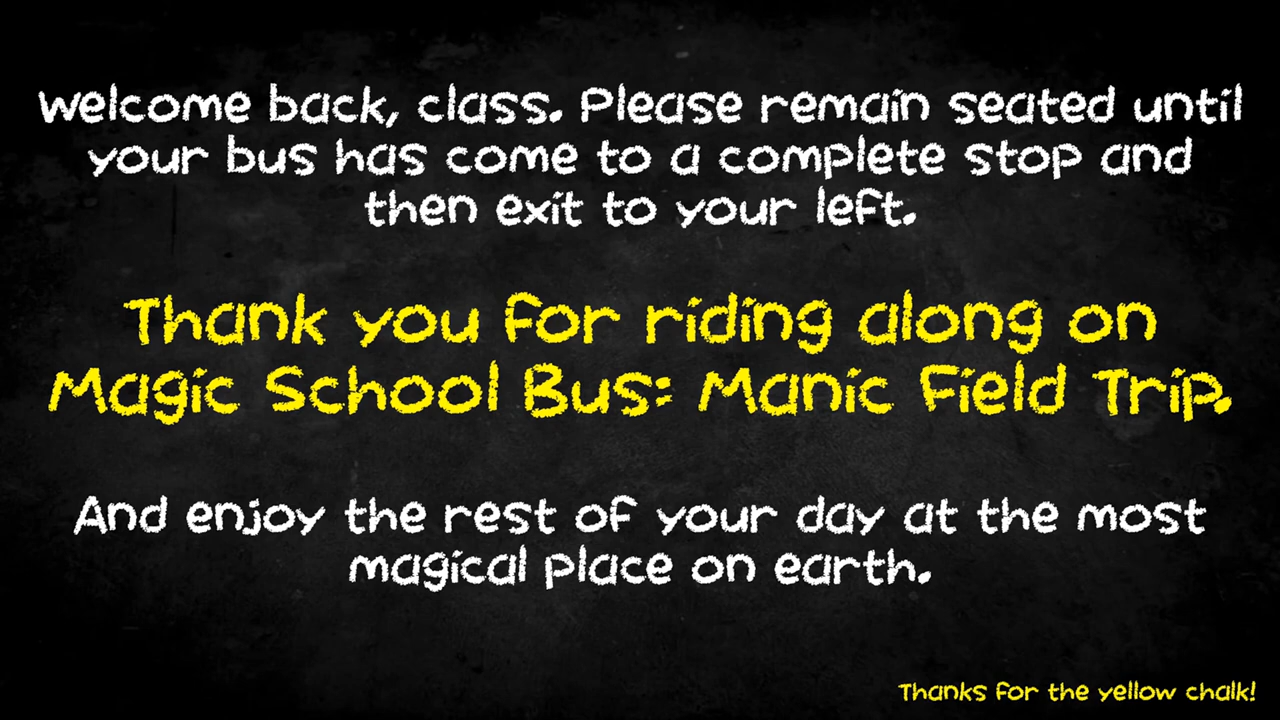 Welcome back, class. Please remain seated until
your bus has come to a complete stop and
then exit to your left.
Thank you for riding along on
Magic School Bus: Manic Field Trip.
And enjoy the rest of your day at the most
magical place on earth.
Thanks for the yellow chalk!